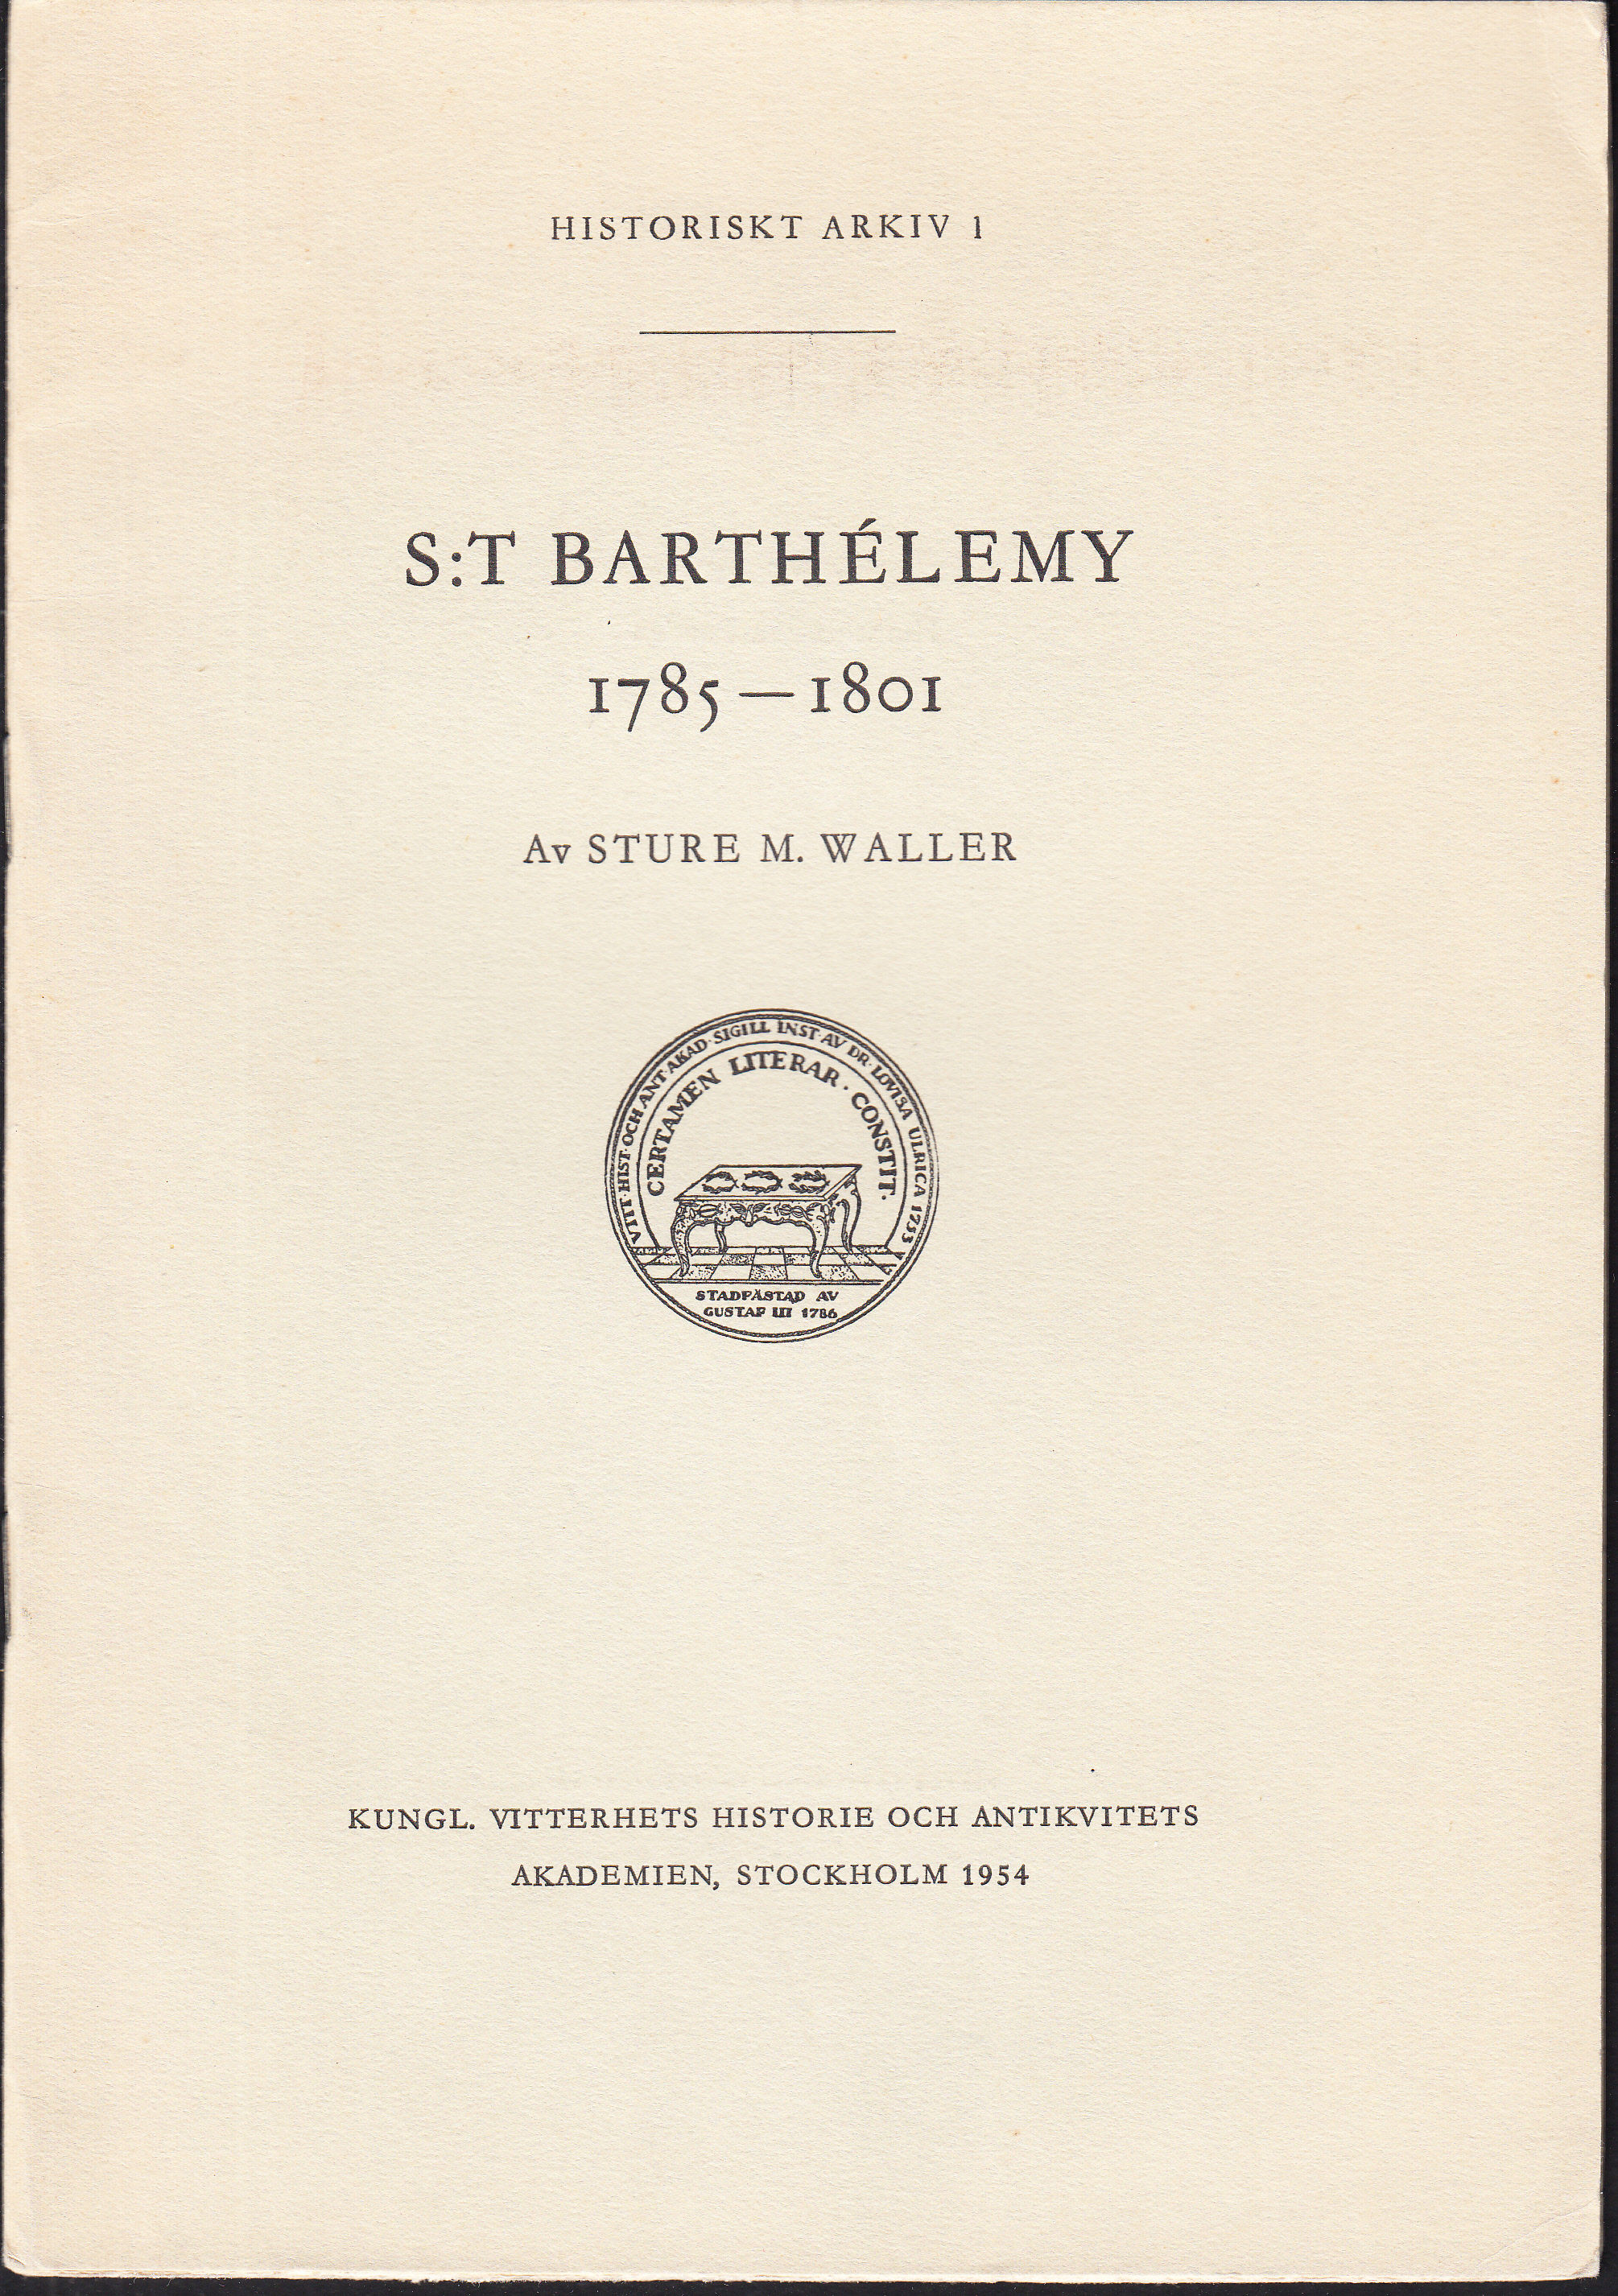 HISTORISKT ARKIV 1
S:T BARTHÉLEMY
1785—1801
Av STURE M. WALLER
VITT·HIST·OCH ANT·AKAD·SIGILL INST·AV DR·LOVISA ULRICA 1753
CERTAMEN LITERAR·CONSTIT·
STADFÄSTAD AV
GUSTAF III 1786
KUNGL. VITTERHETS HISTORIE OCH ANTIKVITETS
AKADEMIEN, STOCKHOLM 1954